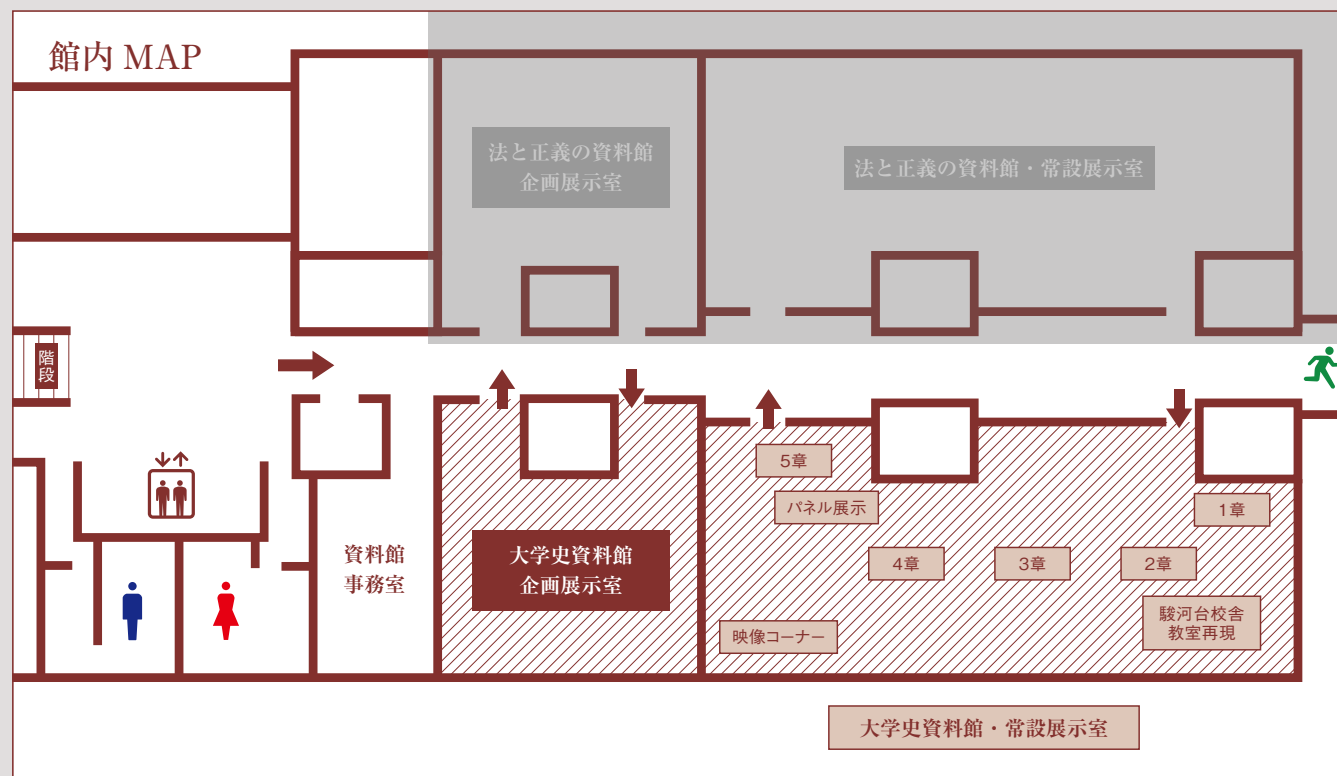 館内 MAP
法と正義の資料館
企画展示室
法と正義の資料館・常設展示室
階段
5章
パネル展示
1章
資料館
事務室
大学史資料館
企画展示室
4章
3章
2章
駿河台校舎
教室再現
映像コーナー
大学史資料館・常設展示室